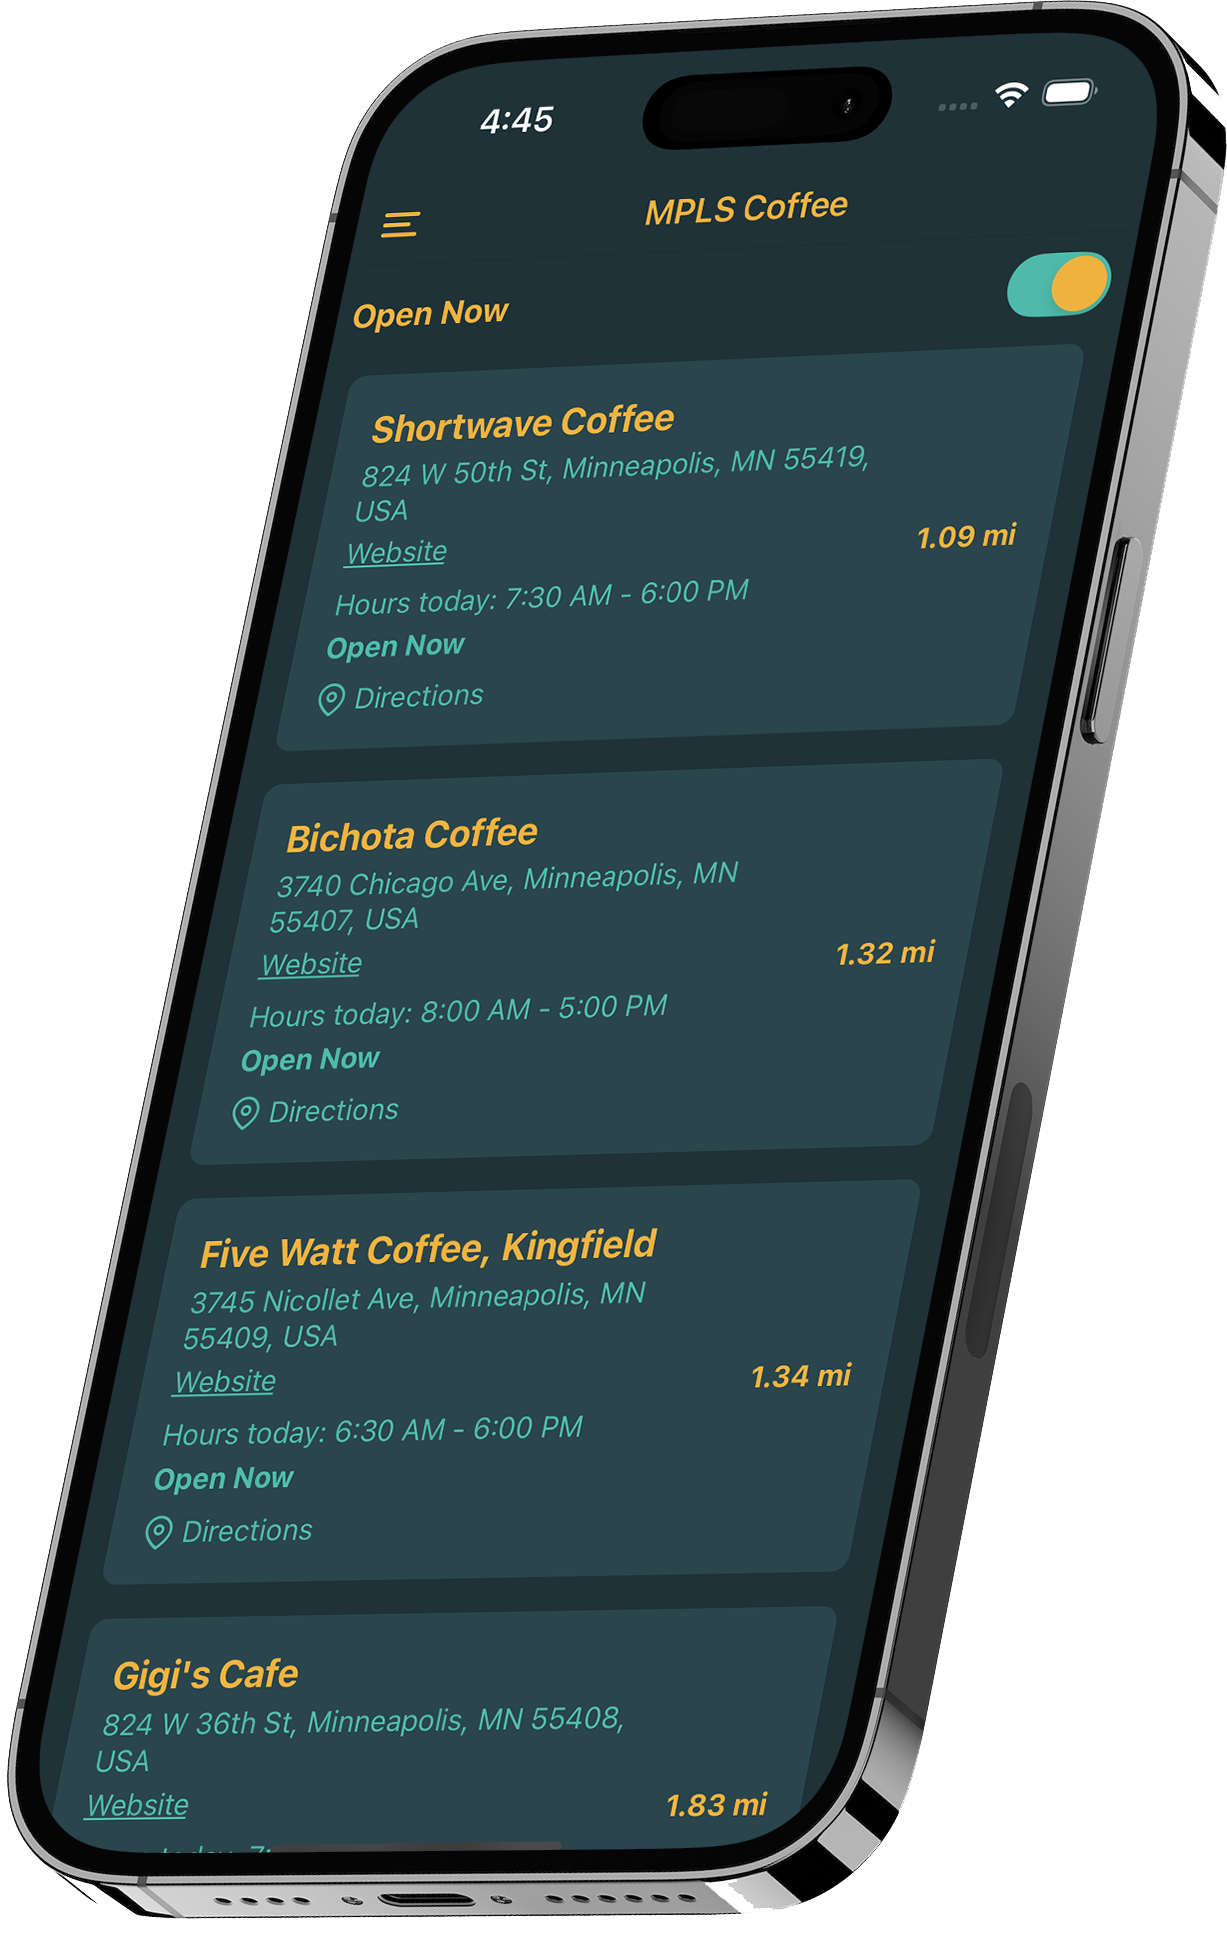 4:45
MPLS Coffee
Open Now
Shortwave Coffee
824 W 50th St, Minneapolis, MN 55419,
USA
Website
1.09 mi
Hours today: 7:30 AM - 6:00 PM
Open Now
Directions
Bichota Coffee
3740 Chicago Ave, Minneapolis, MN
55407, USA
Website
1.32 mi
Hours today: 8:00 AM - 5:00 PM
Open Now
Directions
Five Watt Coffee, Kingfield
3745 Nicollet Ave, Minneapolis, MN
55409, USA
Website
1.34 mi
Hours today: 6:30 AM - 6:00 PM
Open Now
Directions
Gigi's Cafe
824 W 36th St, Minneapolis, MN 55408,
USA
Website
1.83 mi
today: 7: